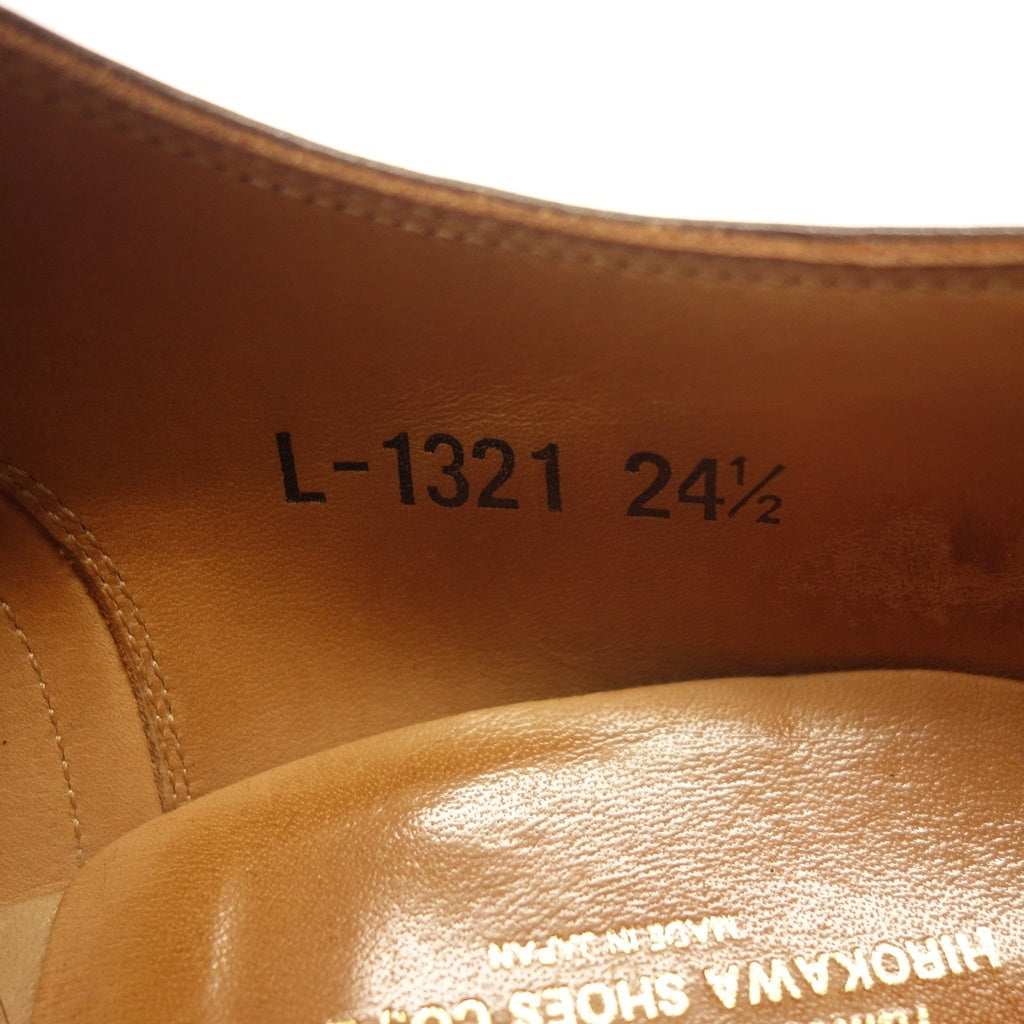 L-1321 24½
HIROKAWA SHOES CO.,
MADE IN JAPAN